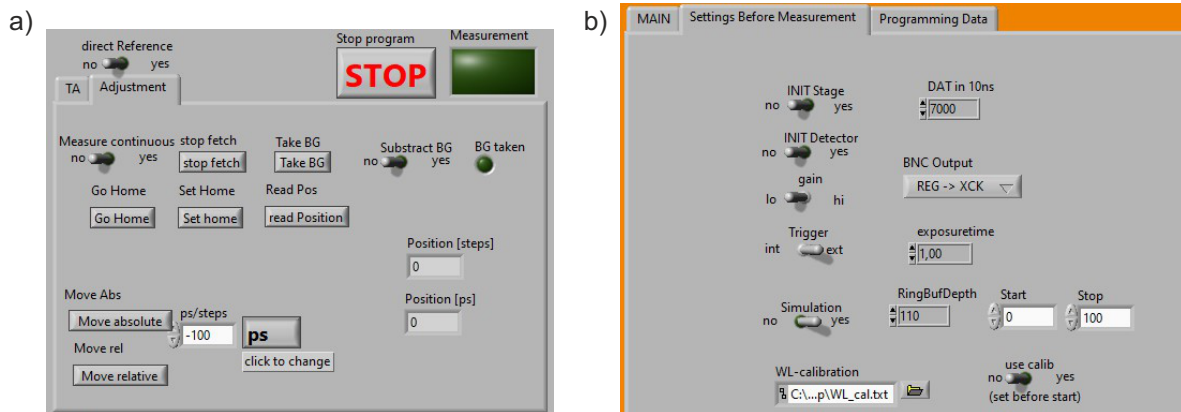 a)
direct Reference
no yes
Stop program
STOP
Measurement
TA Adjustment
Measure continuous
no yes
stop fetch
stop fetch
Take BG
Take BG
Substract BG
no yes
BG taken
Go Home
Go Home
Set Home
Set home
Read Pos
read Position
Position [steps]
0
Position [ps]
0
Move Abs
Move absolute
ps/steps
-100
ps
click to change
Move rel
Move relative
b)
MAIN Settings Before Measurement Programming Data
INIT Stage
no yes
DAT in 10ns
7000
INIT Detector
no yes
BNC Output
REG -> XCK
gain
lo hi
Trigger
int ext
exposuretime
1,00
Simulation
no yes
RingBufDepth
110
Start
0
Stop
100
WL-calibration
C:\...p\WL_cal.txt
use calib
no yes
(set before start)